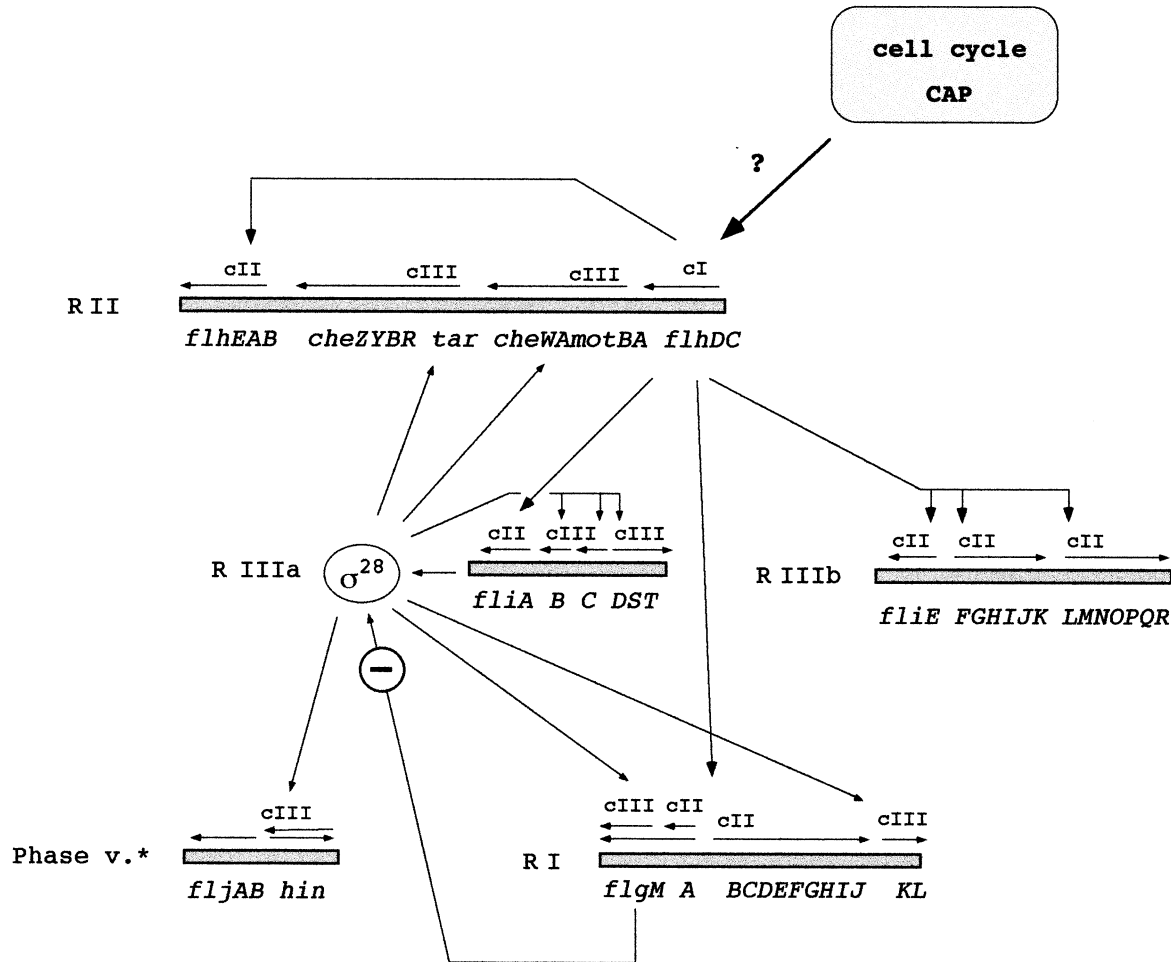 cell cycle
CAP
?
cII cIII cIII cI
R II
flhEAB cheZYBR tar cheWAmotBA flhDC
cII cIII cIII
R IIIa
σ28
fliA B C DST
cII cII cII
R IIIb
fliE FGHIJK LMNOPQR
−
cIII
Phase v.*
fljAB hin
cIII cII cII cIII
R I
flgM A BCDEFGHIJ KL